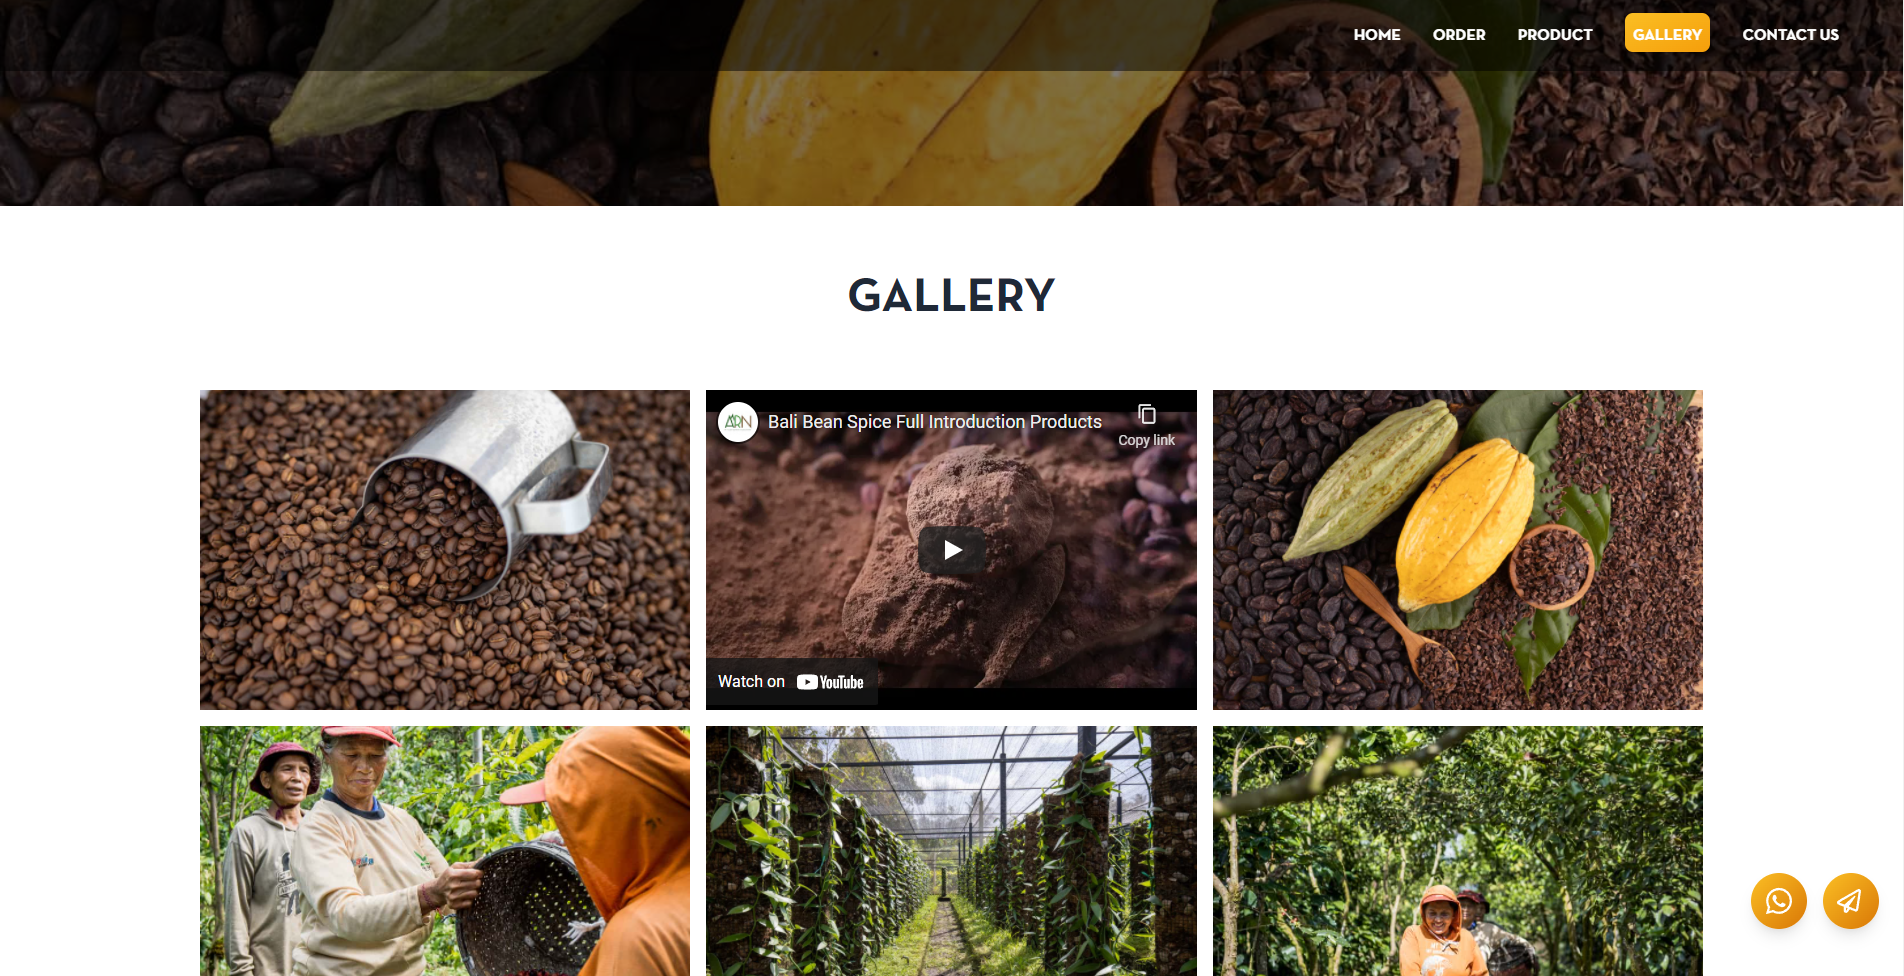 HOME ORDER PRODUCT GALLERY CONTACT US
GALLERY
ARN Bali Bean Spice Full Introduction Products
Copy link
Watch on YouTube